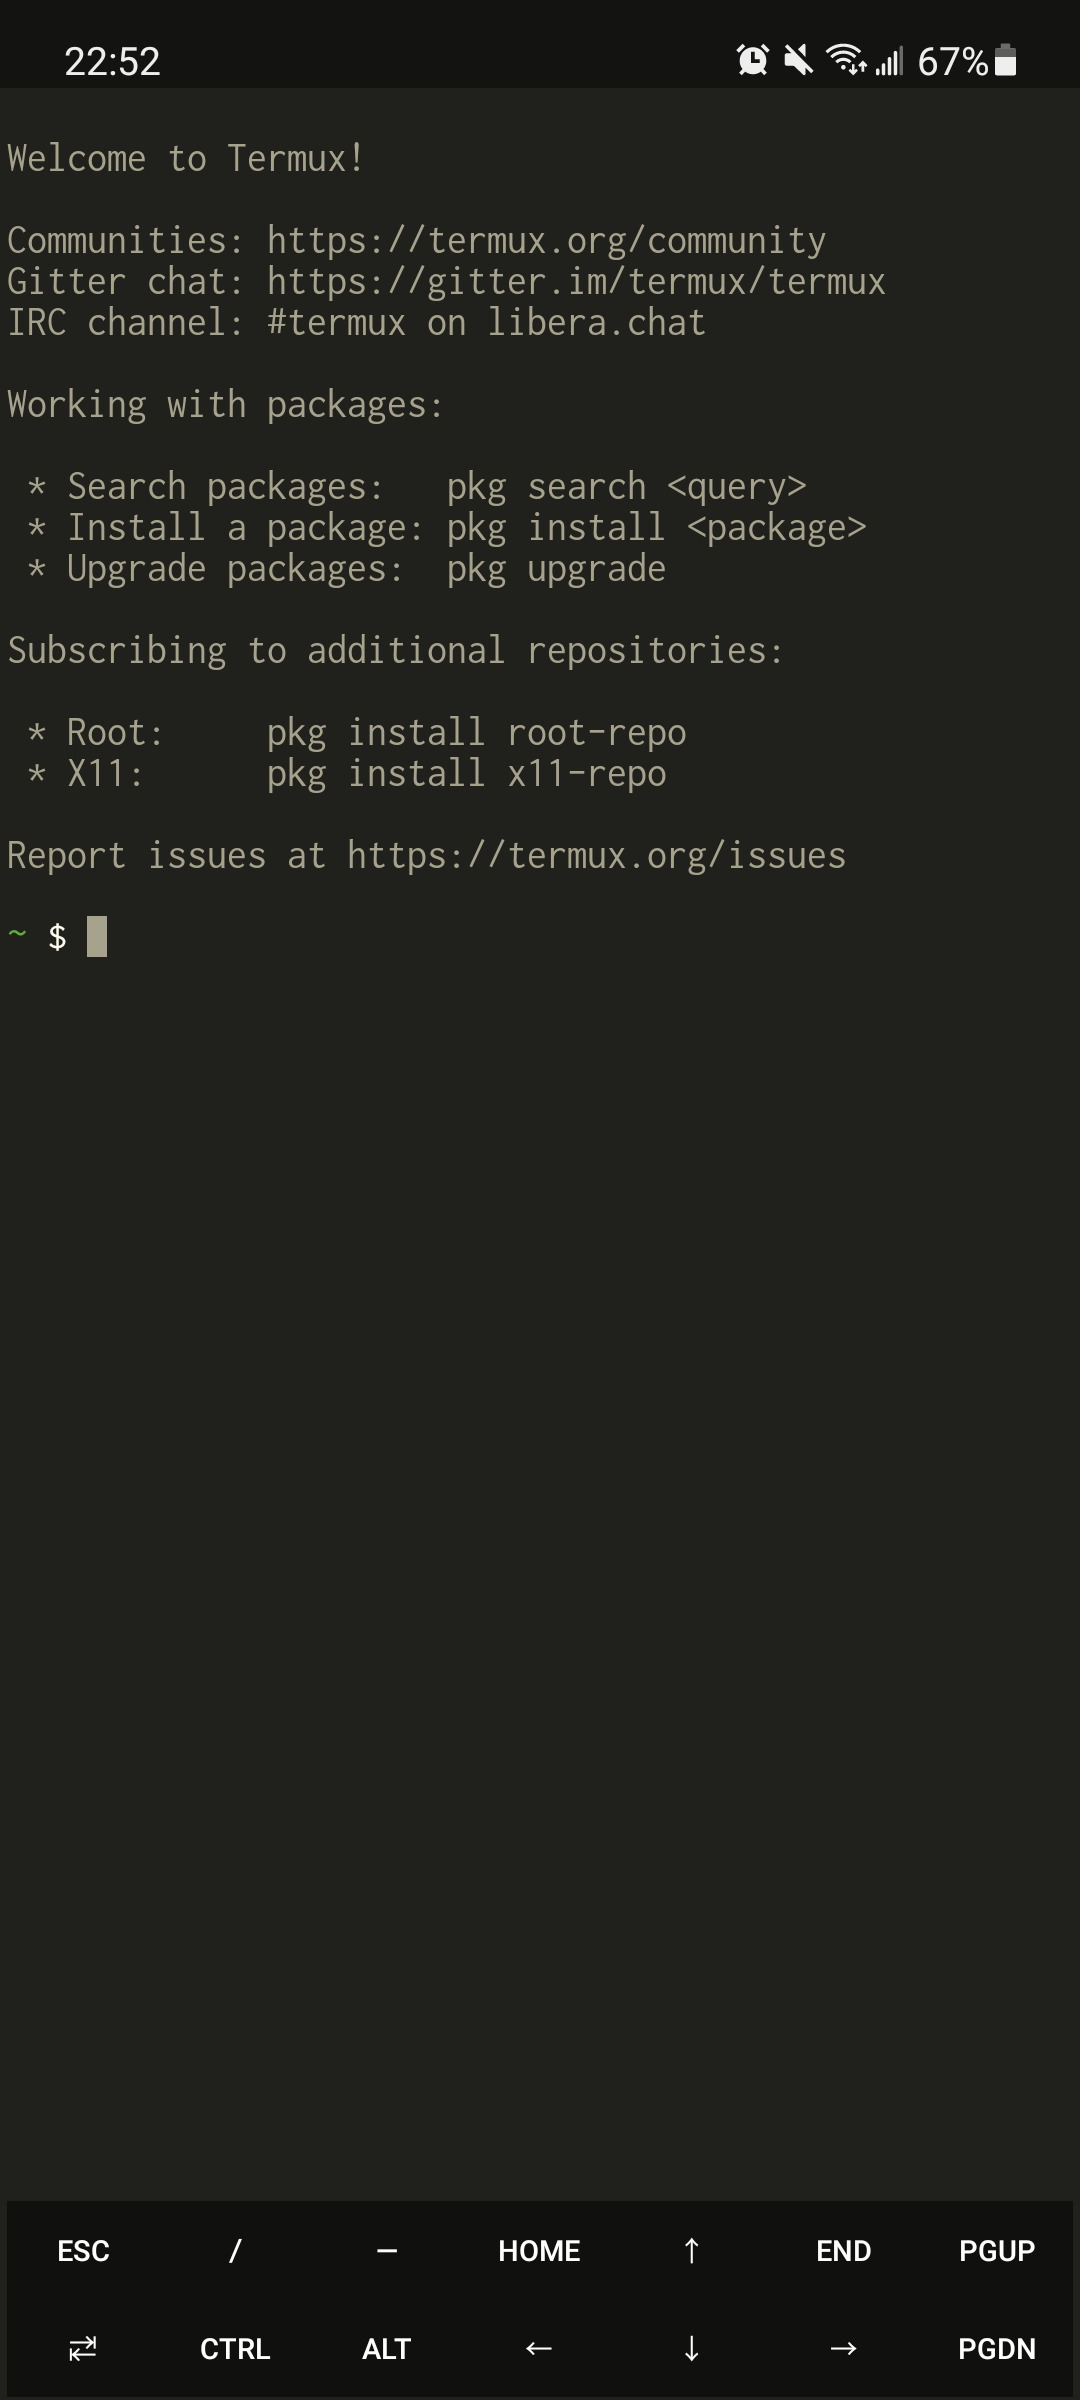 22:52 67%
Welcome to Termux!
Communities: https://termux.org/community
Gitter chat: https://gitter.im/termux/termux
IRC channel: #termux on libera.chat
Working with packages:
* Search packages:   pkg search <query>
* Install a package: pkg install <package>
* Upgrade packages:  pkg upgrade
Subscribing to additional repositories:
* Root:     pkg install root-repo
* X11:      pkg install x11-repo
Report issues at https://termux.org/issues
~ $
ESC / — HOME ↑ END PGUP
⇄ CTRL ALT ← ↓ → PGDN